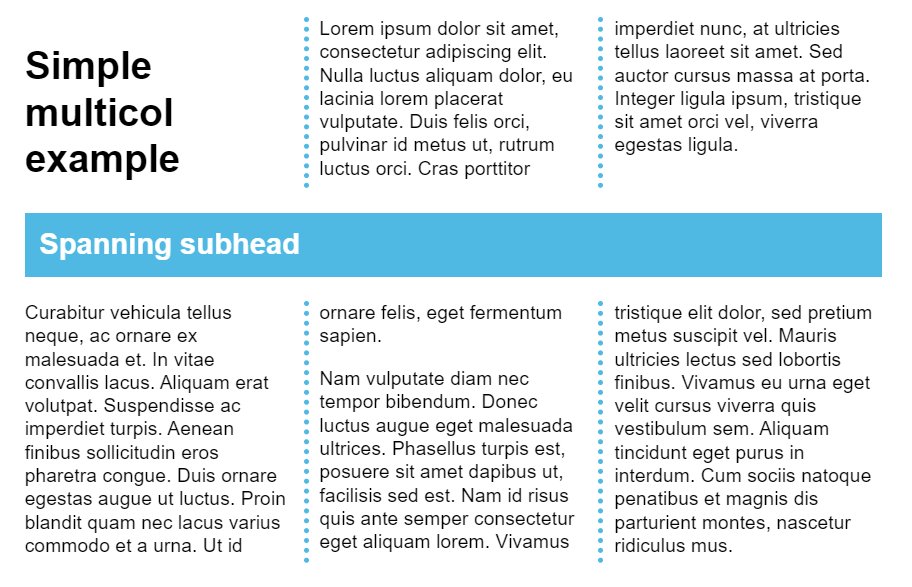 Simple
multicol
example
Lorem ipsum dolor sit amet,
consectetur adipiscing elit.
Nulla luctus aliquam dolor, eu
lacinia lorem placerat
vulputate. Duis felis orci,
pulvinar id metus ut, rutrum
luctus orci. Cras porttitor
imperdiet nunc, at ultricies
tellus laoreet sit amet. Sed
auctor cursus massa at porta.
Integer ligula ipsum, tristique
sit amet orci vel, viverra
egestas ligula.
Spanning subhead
Curabitur vehicula tellus
neque, ac ornare ex
malesuada et. In vitae
convallis lacus. Aliquam erat
volutpat. Suspendisse ac
imperdiet turpis. Aenean
finibus sollicitudin eros
pharetra congue. Duis ornare
egestas augue ut luctus. Proin
blandit quam nec lacus varius
commodo et a urna. Ut id
ornare felis, eget fermentum
sapien.
Nam vulputate diam nec
tempor bibendum. Donec
luctus augue eget malesuada
ultrices. Phasellus turpis est,
posuere sit amet dapibus ut,
facilisis sed est. Nam id risus
quis ante semper consectetur
eget aliquam lorem. Vivamus
tristique elit dolor, sed pretium
metus suscipit vel. Mauris
ultricies lectus sed lobortis
finibus. Vivamus eu urna eget
velit cursus viverra quis
vestibulum sem. Aliquam
tincidunt eget purus in
interdum. Cum sociis natoque
penatibus et magnis dis
parturient montes, nascetur
ridiculus mus.